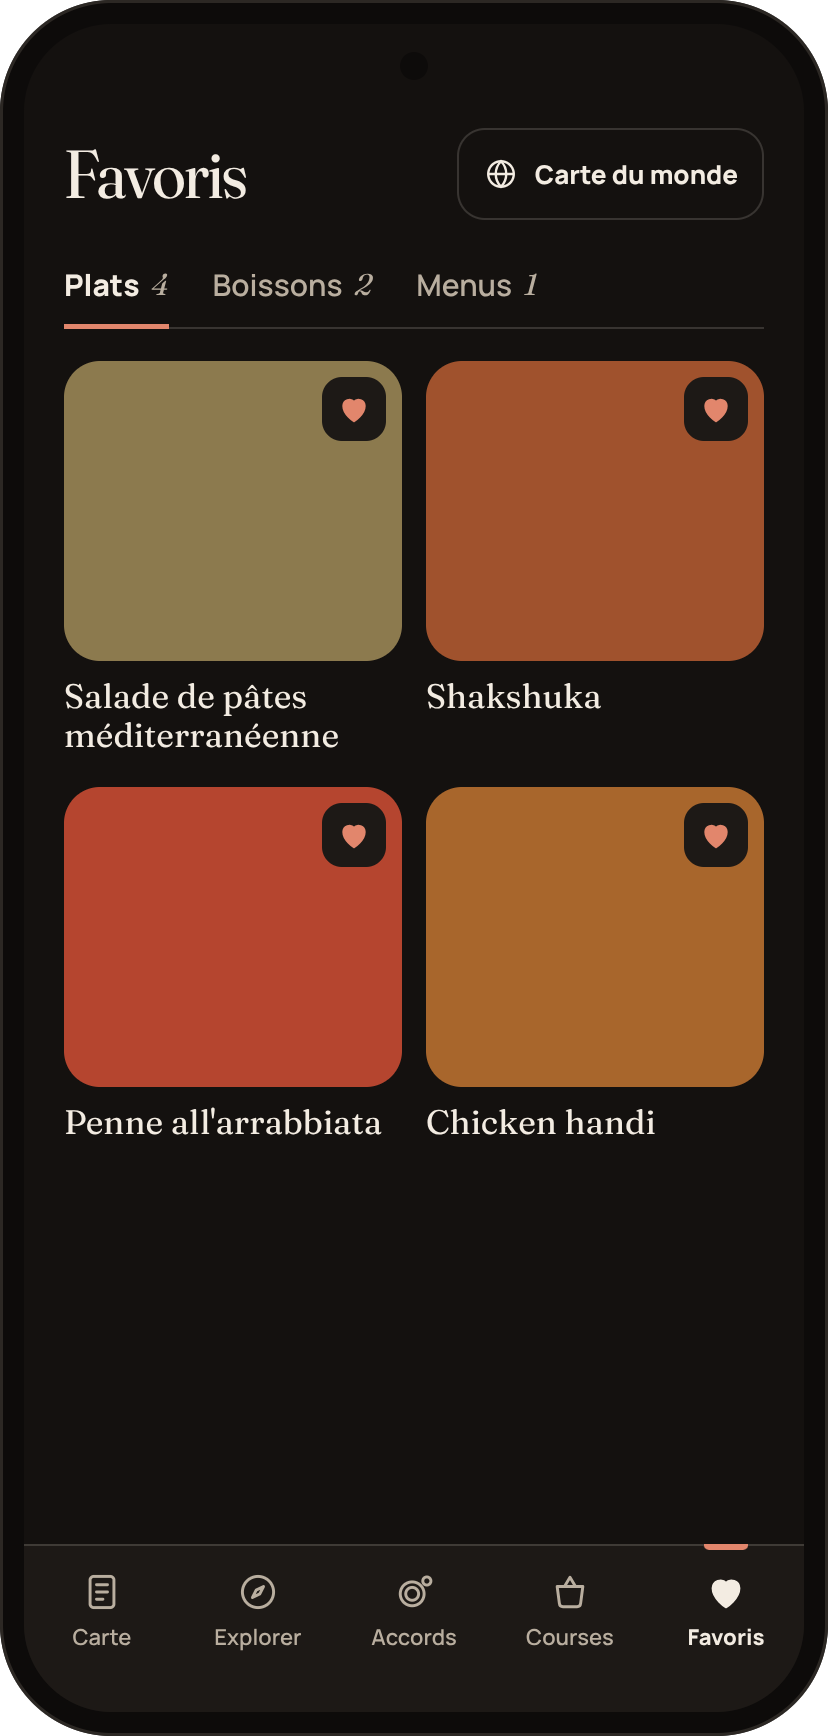 Favoris
Carte du monde
Plats 4 Boissons 2 Menus 1
Salade de pâtes
méditerranéenne
Shakshuka
Penne all'arrabbiata
Chicken handi
Carte Explorer Accords Courses Favoris